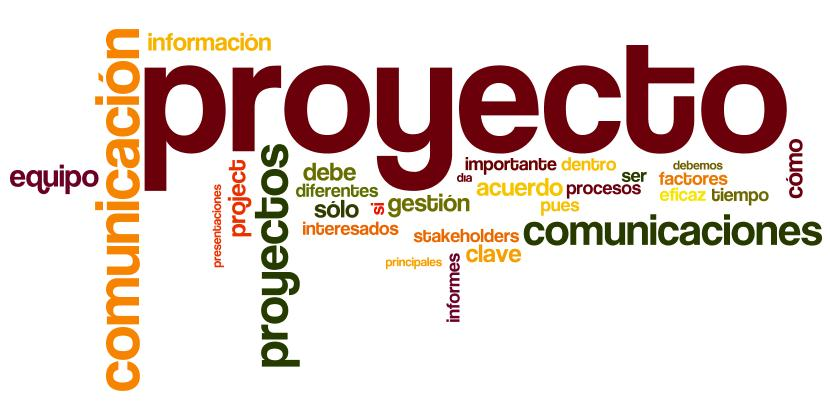 información
comunicación
proyecto
equipo
presentaciones
project
proyectos
debe
diferentes
sólo
si
gestión
interesados
importante
dentro
debemos
dia
acuerdo
procesos
ser
factores
cómo
pues
eficaz
tiempo
stakeholders
comunicaciones
principales
clave
informes